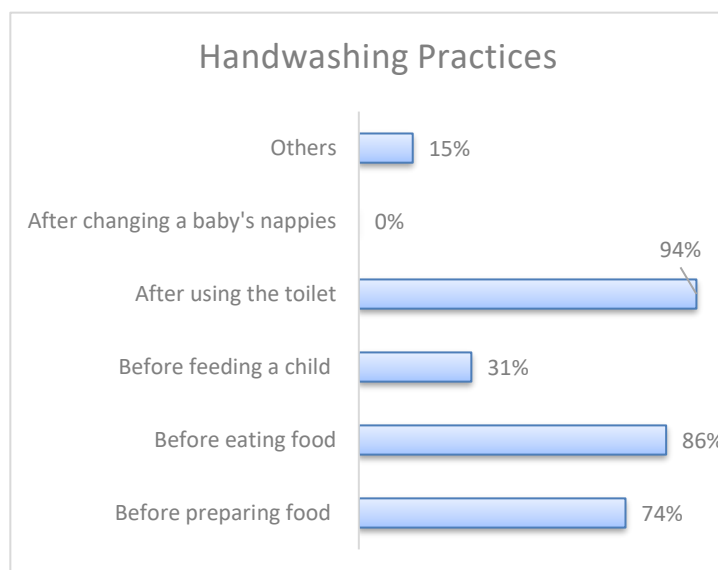 Handwashing Practices
Others 15%
After changing a baby's nappies 0%
94%
After using the toilet
Before feeding a child 31%
Before eating food 86%
Before preparing food 74%